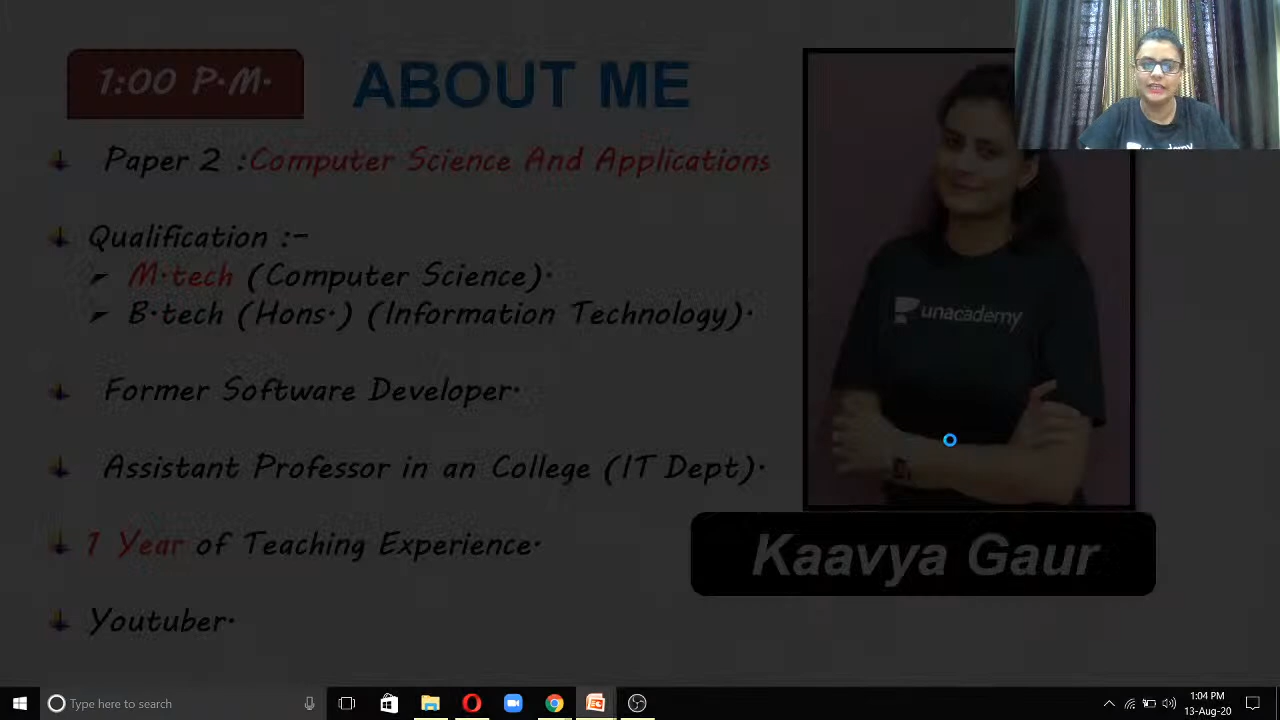 1:00 P.M.
ABOUT ME
Paper 2 :Computer Science And Applications
Qualification :-
M.tech (Computer Science).
B.tech (Hons.) (Information Technology).
Former Software Developer.
Assistant Professor in an College (IT Dept).
1 Year of Teaching Experience.
Youtuber.
unacademy
Kaavya Gaur
Type here to search
1:04 PM
13-Aug-20